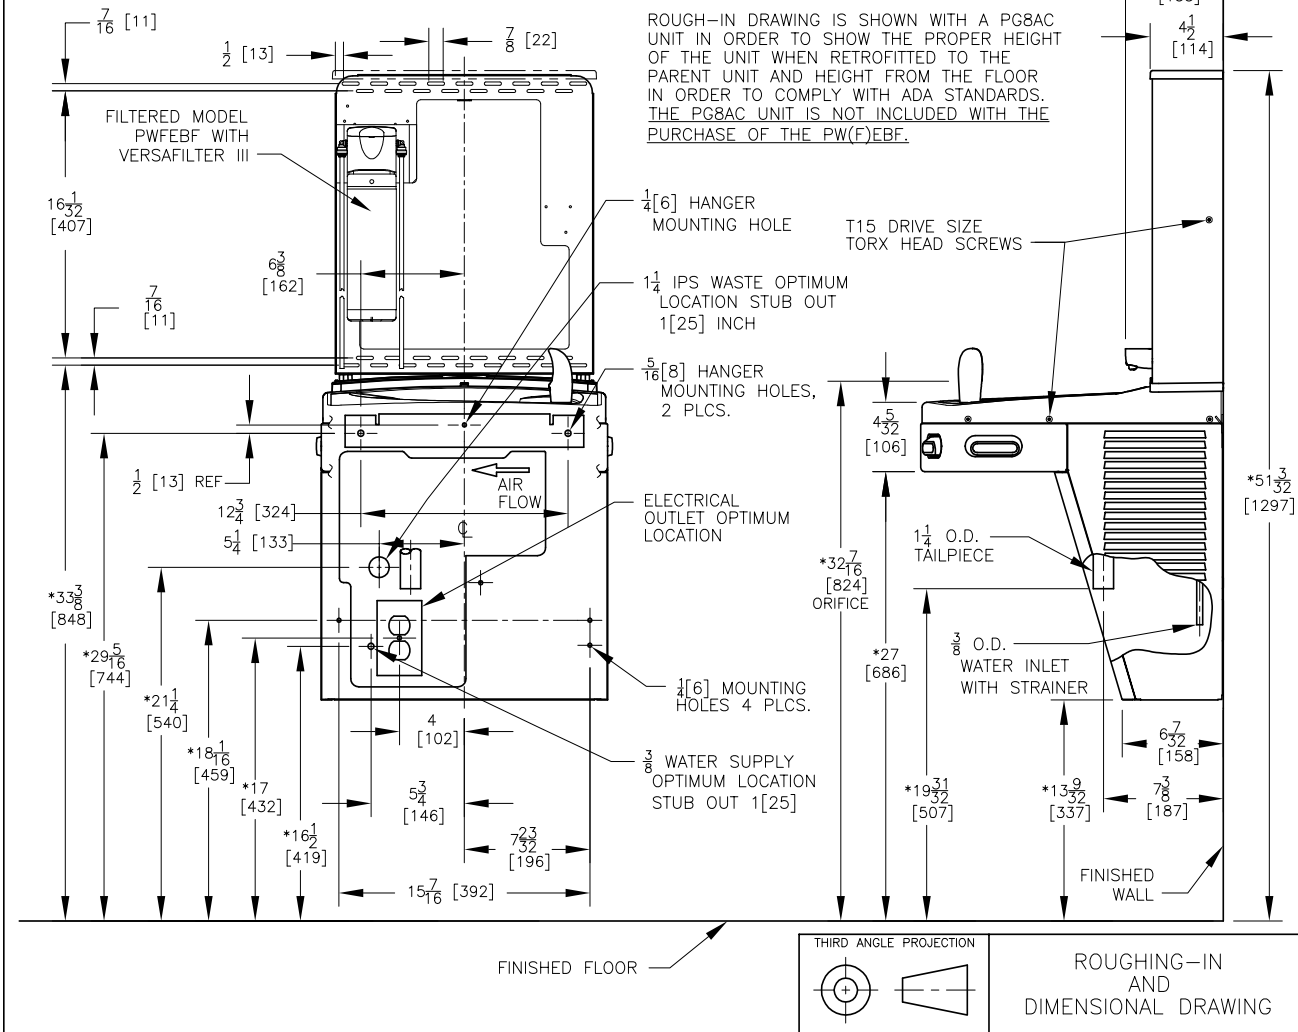 7/16 [11]
1/2 [13]
7/8 [22]
ROUGH-IN DRAWING IS SHOWN WITH A PG8AC
UNIT IN ORDER TO SHOW THE PROPER HEIGHT
OF THE UNIT WHEN RETROFITTED TO THE
PARENT UNIT AND HEIGHT FROM THE FLOOR
IN ORDER TO COMPLY WITH ADA STANDARDS.
THE PG8AC UNIT IS NOT INCLUDED WITH THE
PURCHASE OF THE PW(F)EBF.
4 1/2
[114]
FILTERED MODEL
PWFEBF WITH
VERSAFILTER III
16 1/32
[407]
1/4[6] HANGER
MOUNTING HOLE
T15 DRIVE SIZE
TORX HEAD SCREWS
6 3/8
[162]
1 1/4 IPS WASTE OPTIMUM
LOCATION STUB OUT
1[25] INCH
7/16
[11]
5/16[8] HANGER
MOUNTING HOLES,
2 PLCS.
4 5/32
[106]
1/2 [13] REF
AIR
FLOW
12 3/4 [324]
5 1/4 [133]
℄
ELECTRICAL
OUTLET OPTIMUM
LOCATION
*51 3/32
[1297]
1 1/4 O.D.
TAILPIECE
*32 7/16
[824]
ORIFICE
*33 3/8
[848]
*29 5/16
[744]
*27
[686]
3/8 O.D.
WATER INLET
WITH STRAINER
*21 1/4
[540]
1/4[6] MOUNTING
HOLES 4 PLCS.
4
[102]
*18 1/16
[459]
6 7/32
[158]
3/8 WATER SUPPLY
OPTIMUM LOCATION
STUB OUT 1[25]
*17
[432]
5 3/4
[146]
*19 31/32
[507]
*13 9/32
[337]
7 3/8
[187]
*16 1/2
[419]
7 23/32
[196]
15 7/16 [392]
FINISHED
WALL
FINISHED FLOOR
THIRD ANGLE PROJECTION
ROUGHING-IN
AND
DIMENSIONAL DRAWING